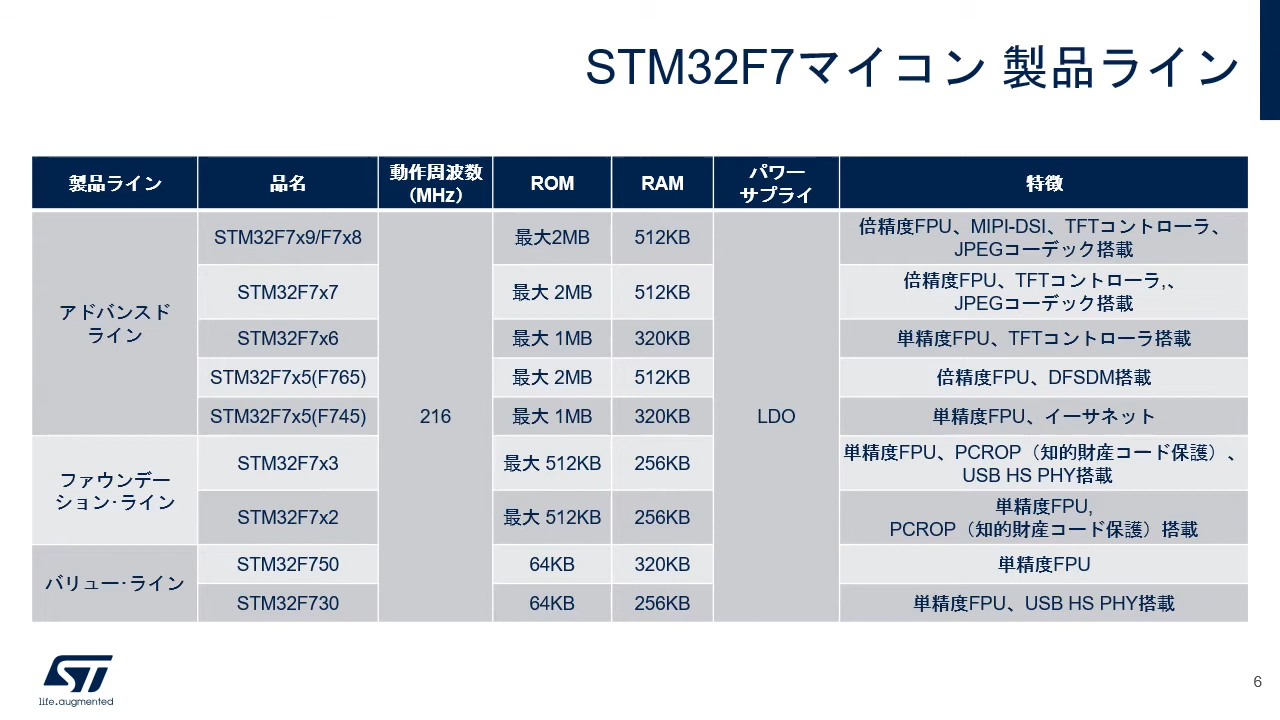 STM32F7マイコン 製品ライン
製品ライン
品名
動作周波数
(MHz)
ROM
RAM
パワー
サプライ
特徴
アドバンスド
ライン
STM32F7x9/F7x8
最大2MB
512KB
倍精度FPU、MIPI-DSI、TFTコントローラ、
JPEGコーデック搭載
STM32F7x7
最大 2MB
512KB
倍精度FPU、TFTコントローラ,、
JPEGコーデック搭載
STM32F7x6
最大 1MB
320KB
単精度FPU、TFTコントローラ搭載
STM32F7x5(F765)
最大 2MB
512KB
倍精度FPU、DFSDM搭載
STM32F7x5(F745)
216
最大 1MB
320KB
LDO
単精度FPU、イーサネット
ファウンデー
ション･ライン
STM32F7x3
最大 512KB
256KB
単精度FPU、PCROP（知的財産コード保護）、
USB HS PHY搭載
STM32F7x2
最大 512KB
256KB
単精度FPU,
PCROP（知的財産コード保護）搭載
バリュー･ライン
STM32F750
64KB
320KB
単精度FPU
STM32F730
64KB
256KB
単精度FPU、USB HS PHY搭載
ST
life.augmented
6